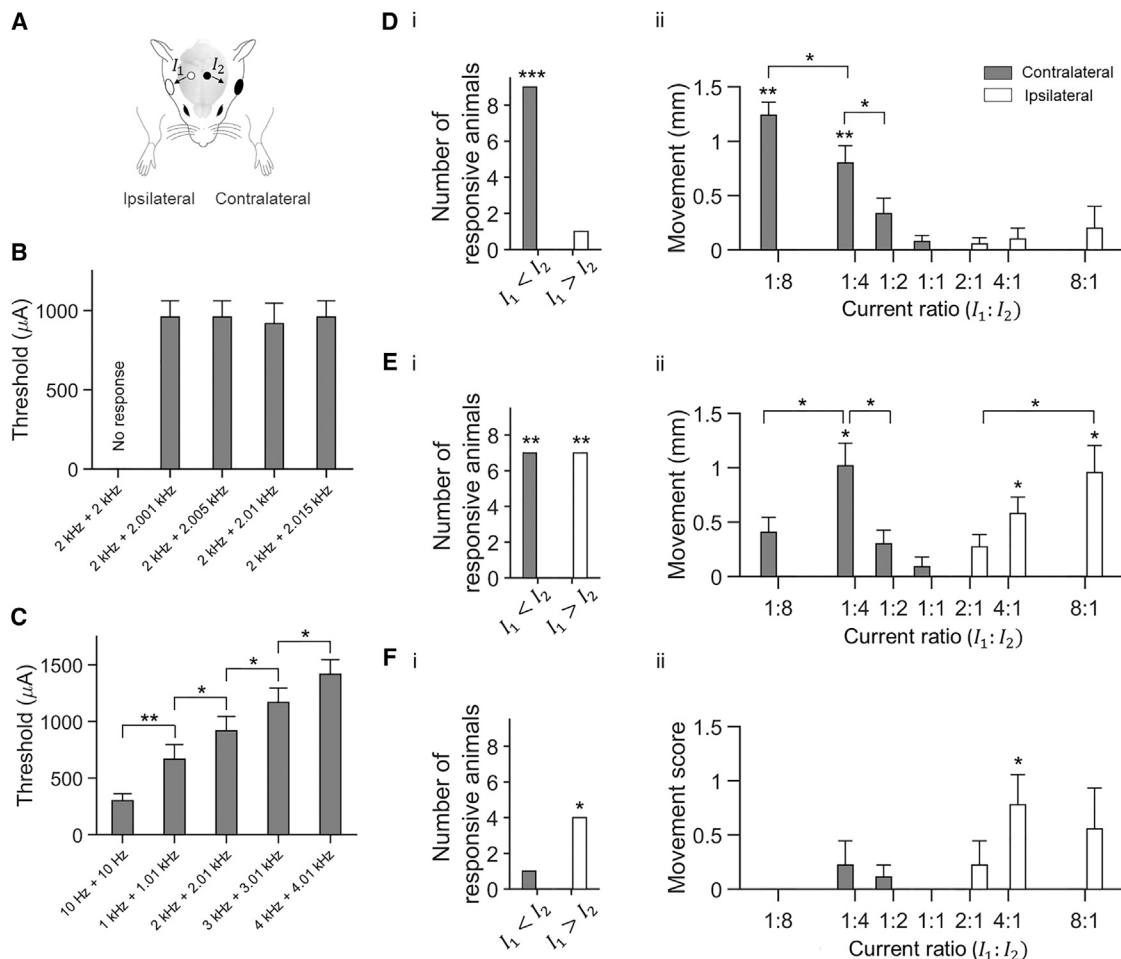 A
I₁
I₂
Ipsilateral Contralateral
B
Threshold (μA)
1000
500
0
No response
2 kHz + 2 kHz
2 kHz + 2.001 kHz
2 kHz + 2.005 kHz
2 kHz + 2.01 kHz
2 kHz + 2.015 kHz
C
Threshold (μA)
1500
1000
500
0
**
*
*
*
10 Hz + 10 Hz
1 kHz + 1.01 kHz
2 kHz + 2.01 kHz
3 kHz + 3.01 kHz
4 kHz + 4.01 kHz
D
i
Number of
responsive animals
8
6
4
2
0
***
I₁ < I₂
I₁ > I₂
ii
Contralateral
Ipsilateral
Movement (mm)
1.5
1
0.5
0
**
*
**
*
1:8 1:4 1:2 1:1 2:1 4:1 8:1
Current ratio (I₁: I₂)
E
i
Number of
responsive animals
8
6
4
2
0
** **
I₁ < I₂
I₁ > I₂
ii
Movement (mm)
1.5
1
0.5
0
* * *
* * *
1:8 1:4 1:2 1:1 2:1 4:1 8:1
Current ratio (I₁: I₂)
F
i
Number of
responsive animals
8
6
4
2
0
*
I₁ < I₂
I₁ > I₂
ii
Movement score
1.5
1
0.5
0
*
1:8 1:4 1:2 1:1 2:1 4:1 8:1
Current ratio (I₁: I₂)